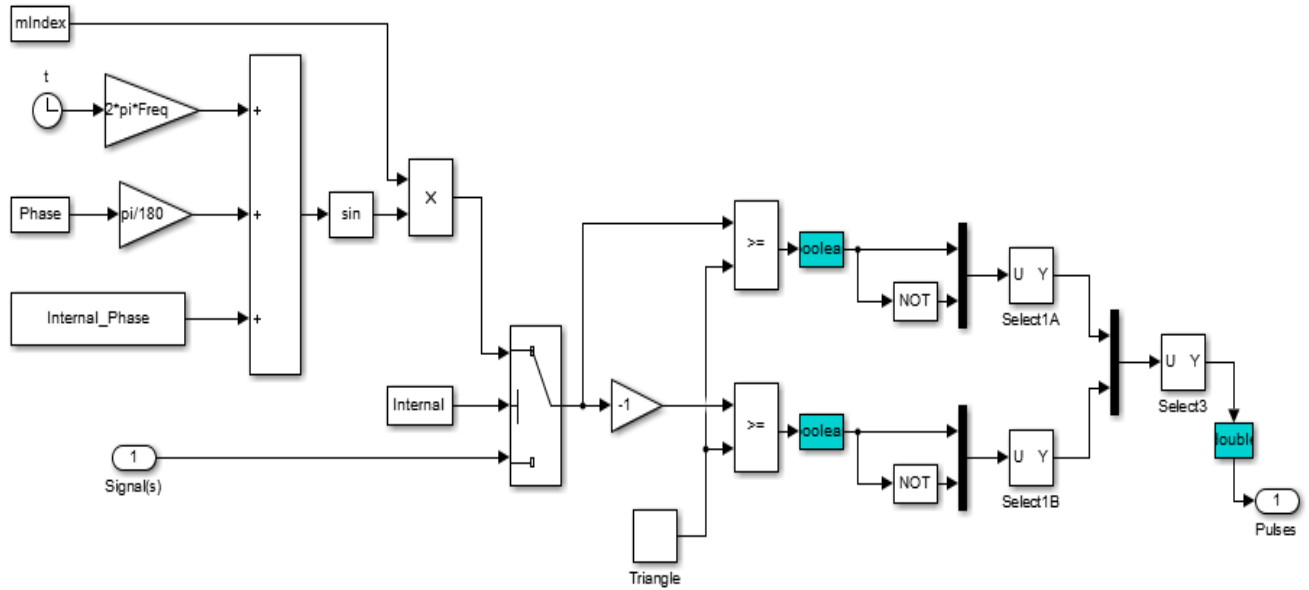 mIndex
t
2*pi*Freq
+
Phase
pi/180
+
sin
X
Internal_Phase
+
Internal
1
Signal(s)
-1
>=
oolea
NOT
U Y
Select1A
>=
oolea
NOT
U Y
Select1B
Triangle
U Y
Select3
double
1
Pulses